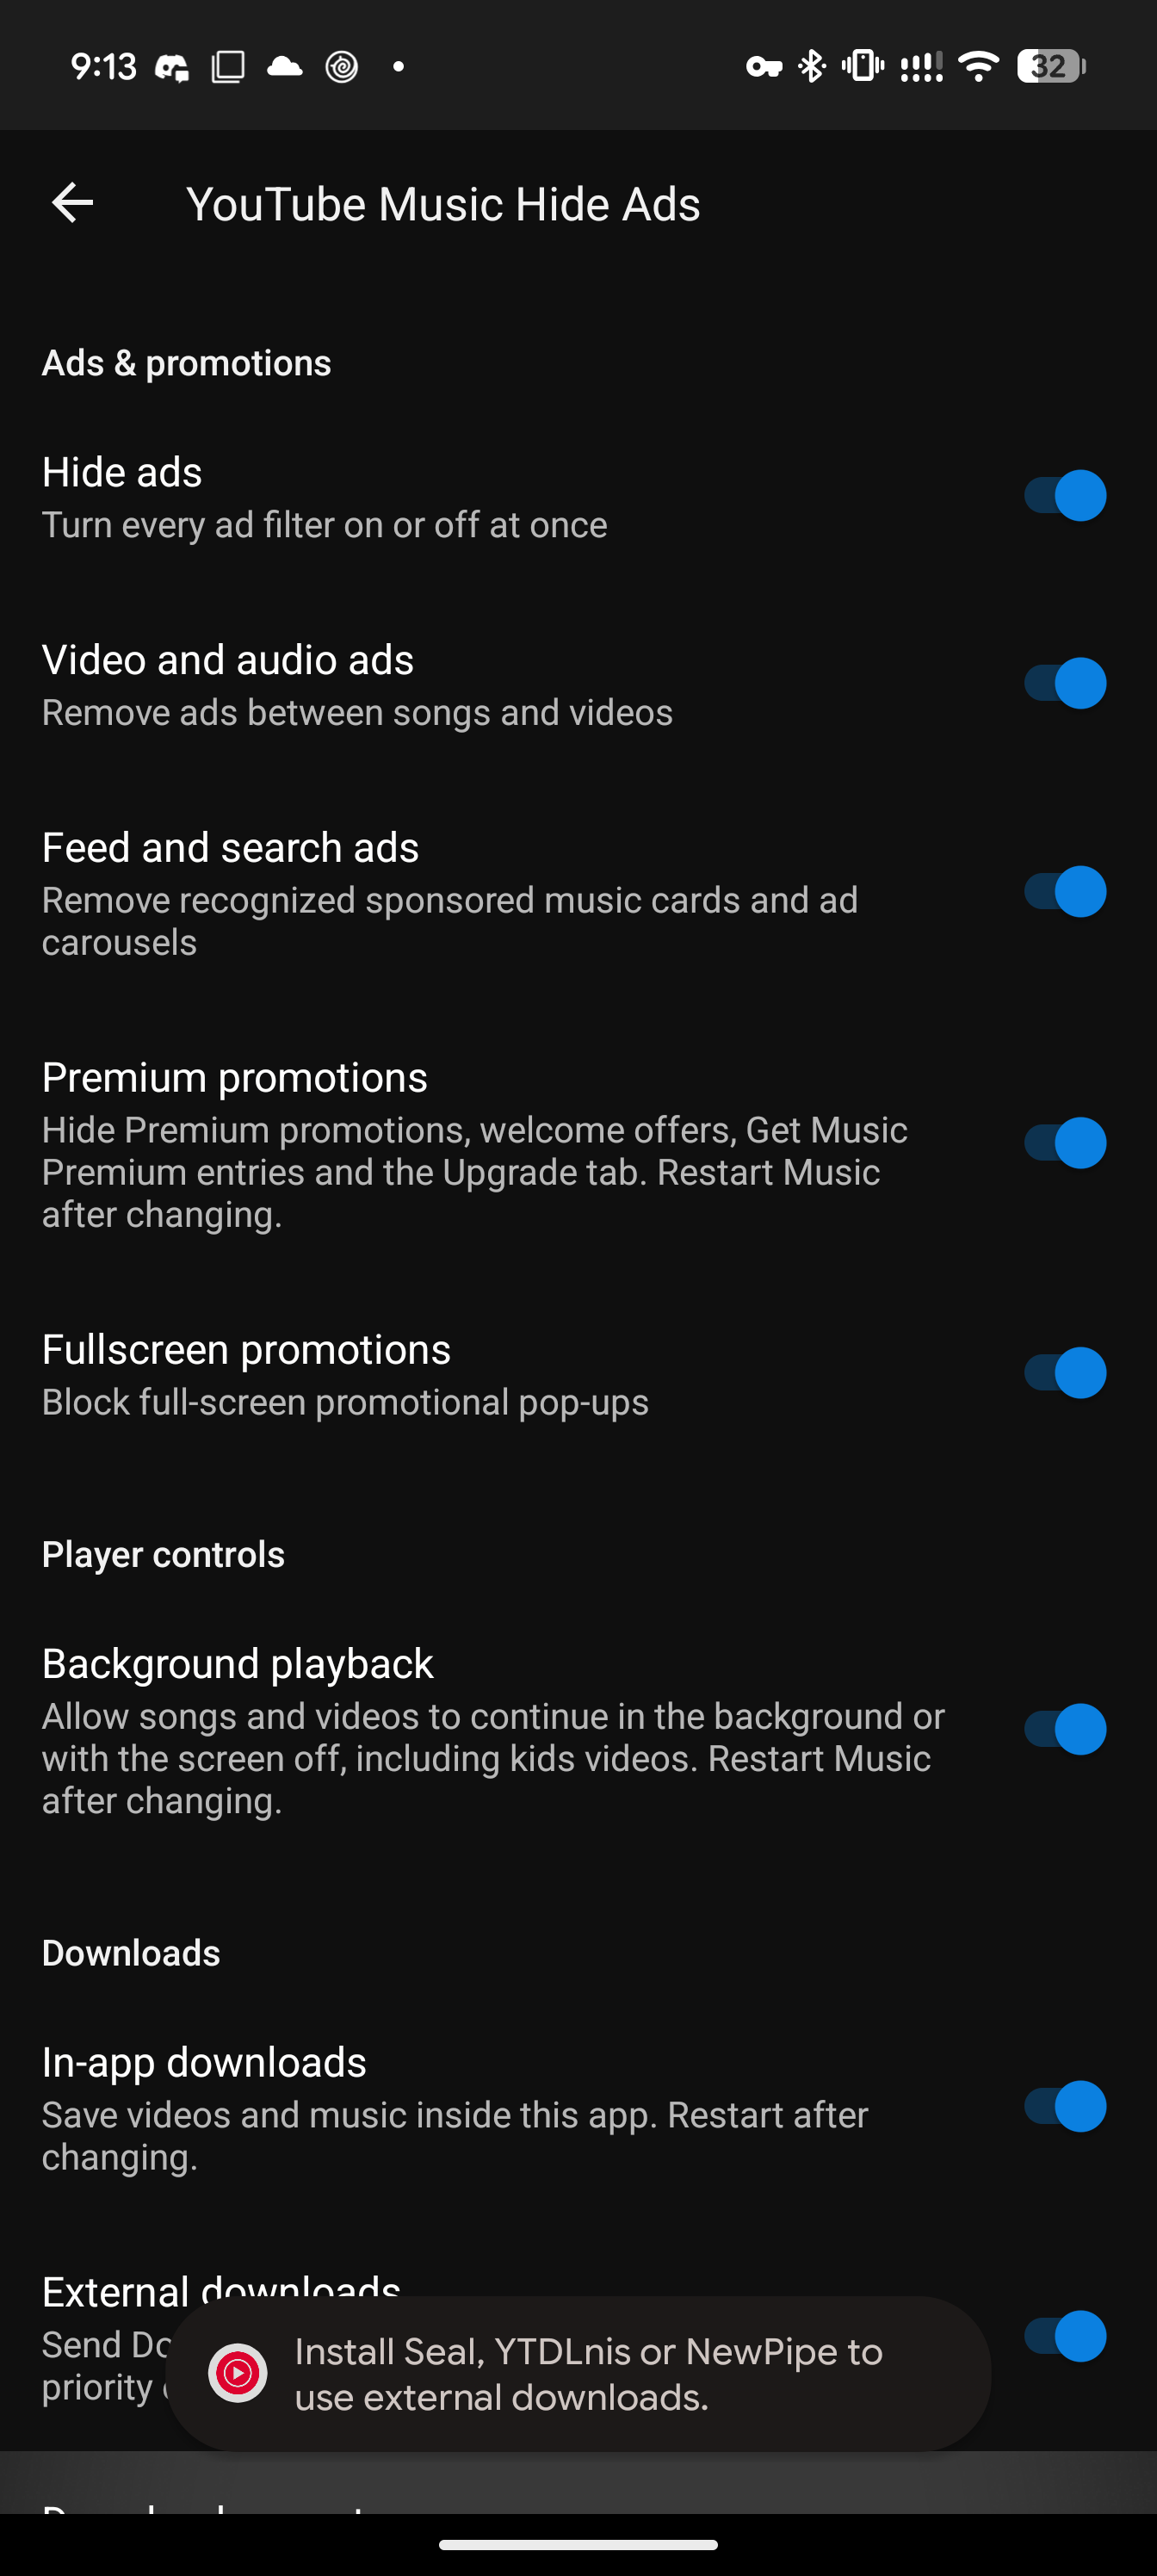 9:13
32
YouTube Music Hide Ads
Ads & promotions
Hide ads
Turn every ad filter on or off at once
Video and audio ads
Remove ads between songs and videos
Feed and search ads
Remove recognized sponsored music cards and ad
carousels
Premium promotions
Hide Premium promotions, welcome offers, Get Music
Premium entries and the Upgrade tab. Restart Music
after changing.
Fullscreen promotions
Block full-screen promotional pop-ups
Player controls
Background playback
Allow songs and videos to continue in the background or
with the screen off, including kids videos. Restart Music
after changing.
Downloads
In-app downloads
Save videos and music inside this app. Restart after
changing.
External downloads
Send
priority
Install Seal, YTDLnis or NewPipe to
use external downloads.